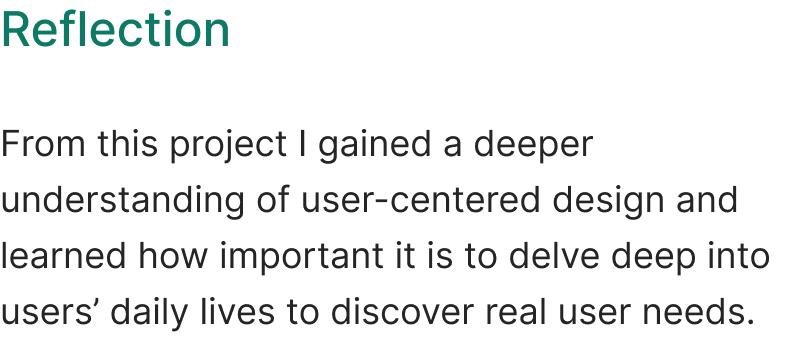 Reflection
From this project I gained a deeper
understanding of user-centered design and
learned how important it is to delve deep into
users’ daily lives to discover real user needs.